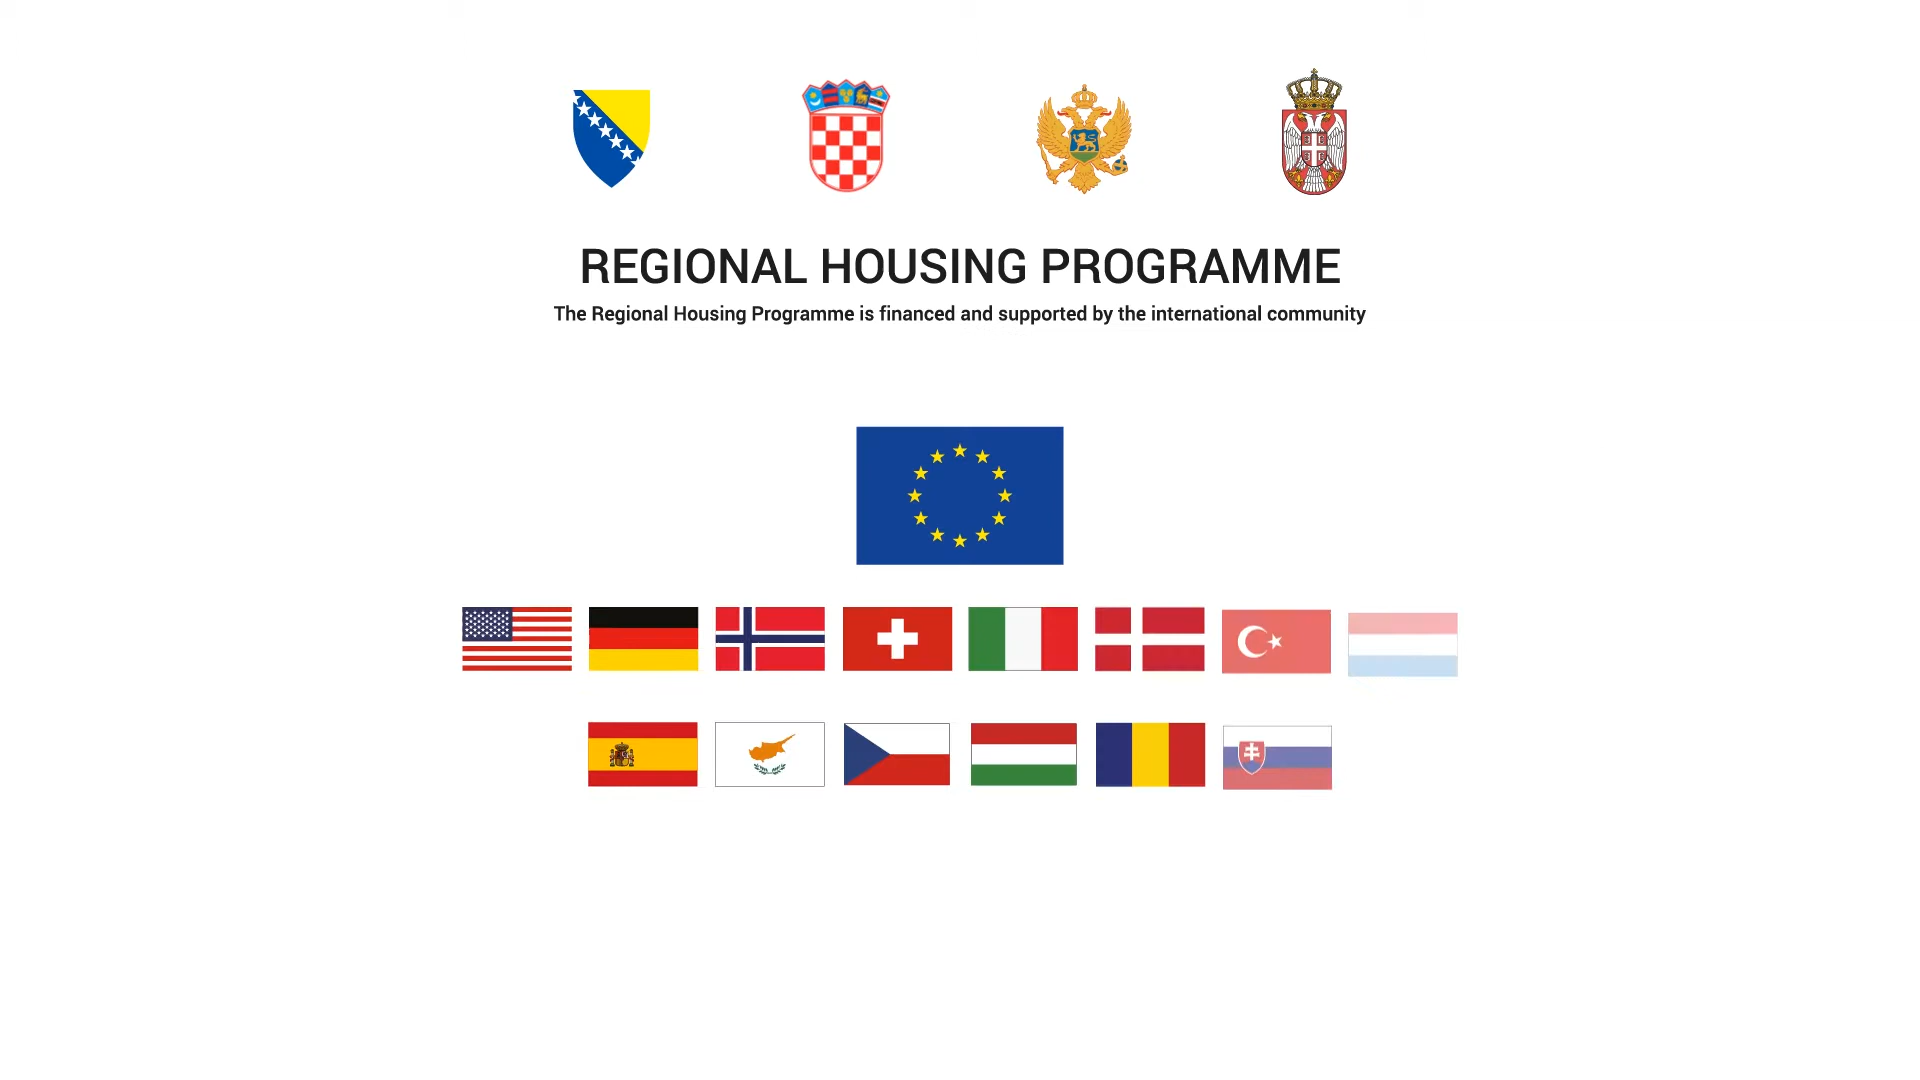 REGIONAL HOUSING PROGRAMME
The Regional Housing Programme is financed and supported by the international community